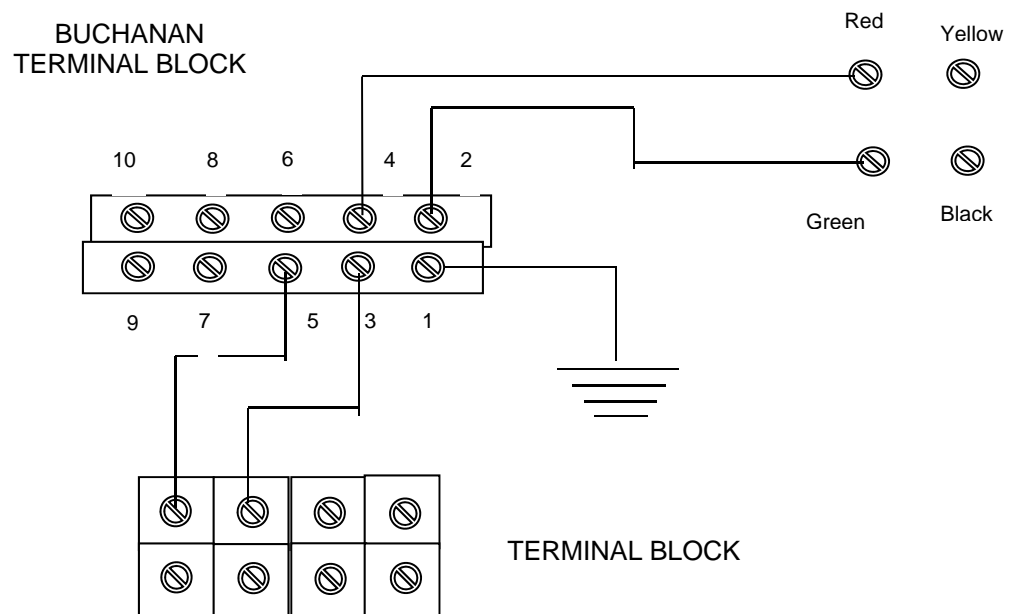 BUCHANAN
TERMINAL BLOCK
Red
Yellow
10 8 6 4 2
Green
Black
9 7 5 3 1
TERMINAL BLOCK